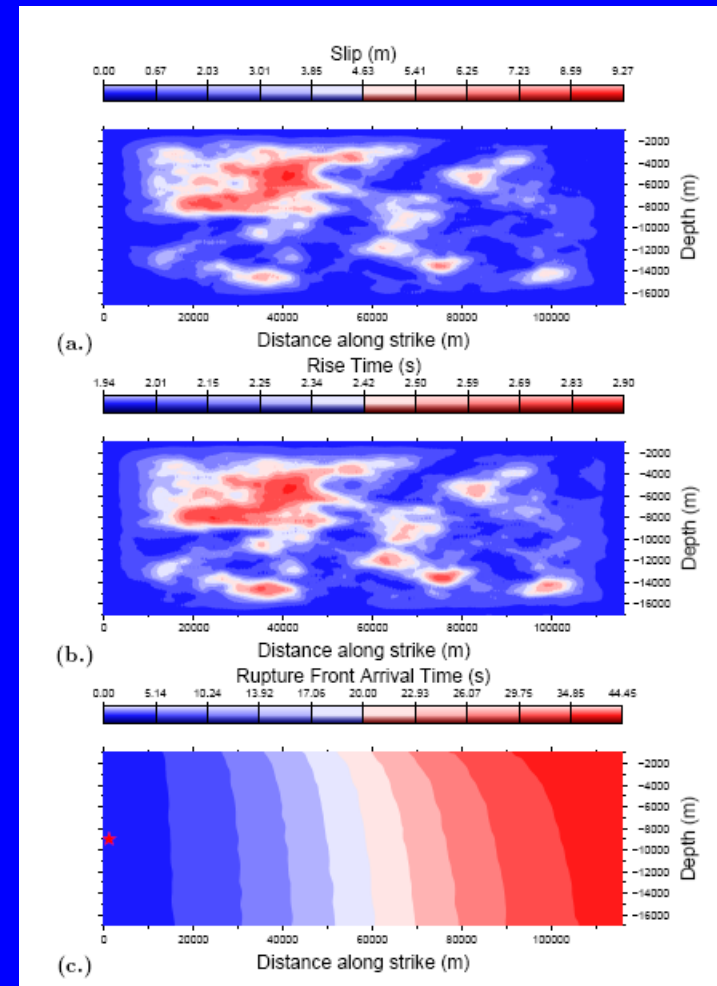 Slip (m)
0.00 0.67 2.03 3.01 3.85 4.63 5.41 6.25 7.23 8.59 9.27
−2000
−4000
−6000
−8000
−10000
−12000
−14000
−16000
Depth (m)
0 20000 40000 60000 80000 100000
(a.) Distance along strike (m)
Rise Time (s)
1.94 2.01 2.15 2.25 2.34 2.42 2.50 2.59 2.69 2.83 2.90
−2000
−4000
−6000
−8000
−10000
−12000
−14000
−16000
Depth (m)
0 20000 40000 60000 80000 100000
(b.) Distance along strike (m)
Rupture Front Arrival Time (s)
0.00 5.14 10.24 13.92 17.06 20.00 22.93 26.07 29.75 34.85 44.45
−2000
−4000
−6000
−8000
−10000
−12000
−14000
−16000
Depth (m)
0 20000 40000 60000 80000 100000
(c.) Distance along strike (m)